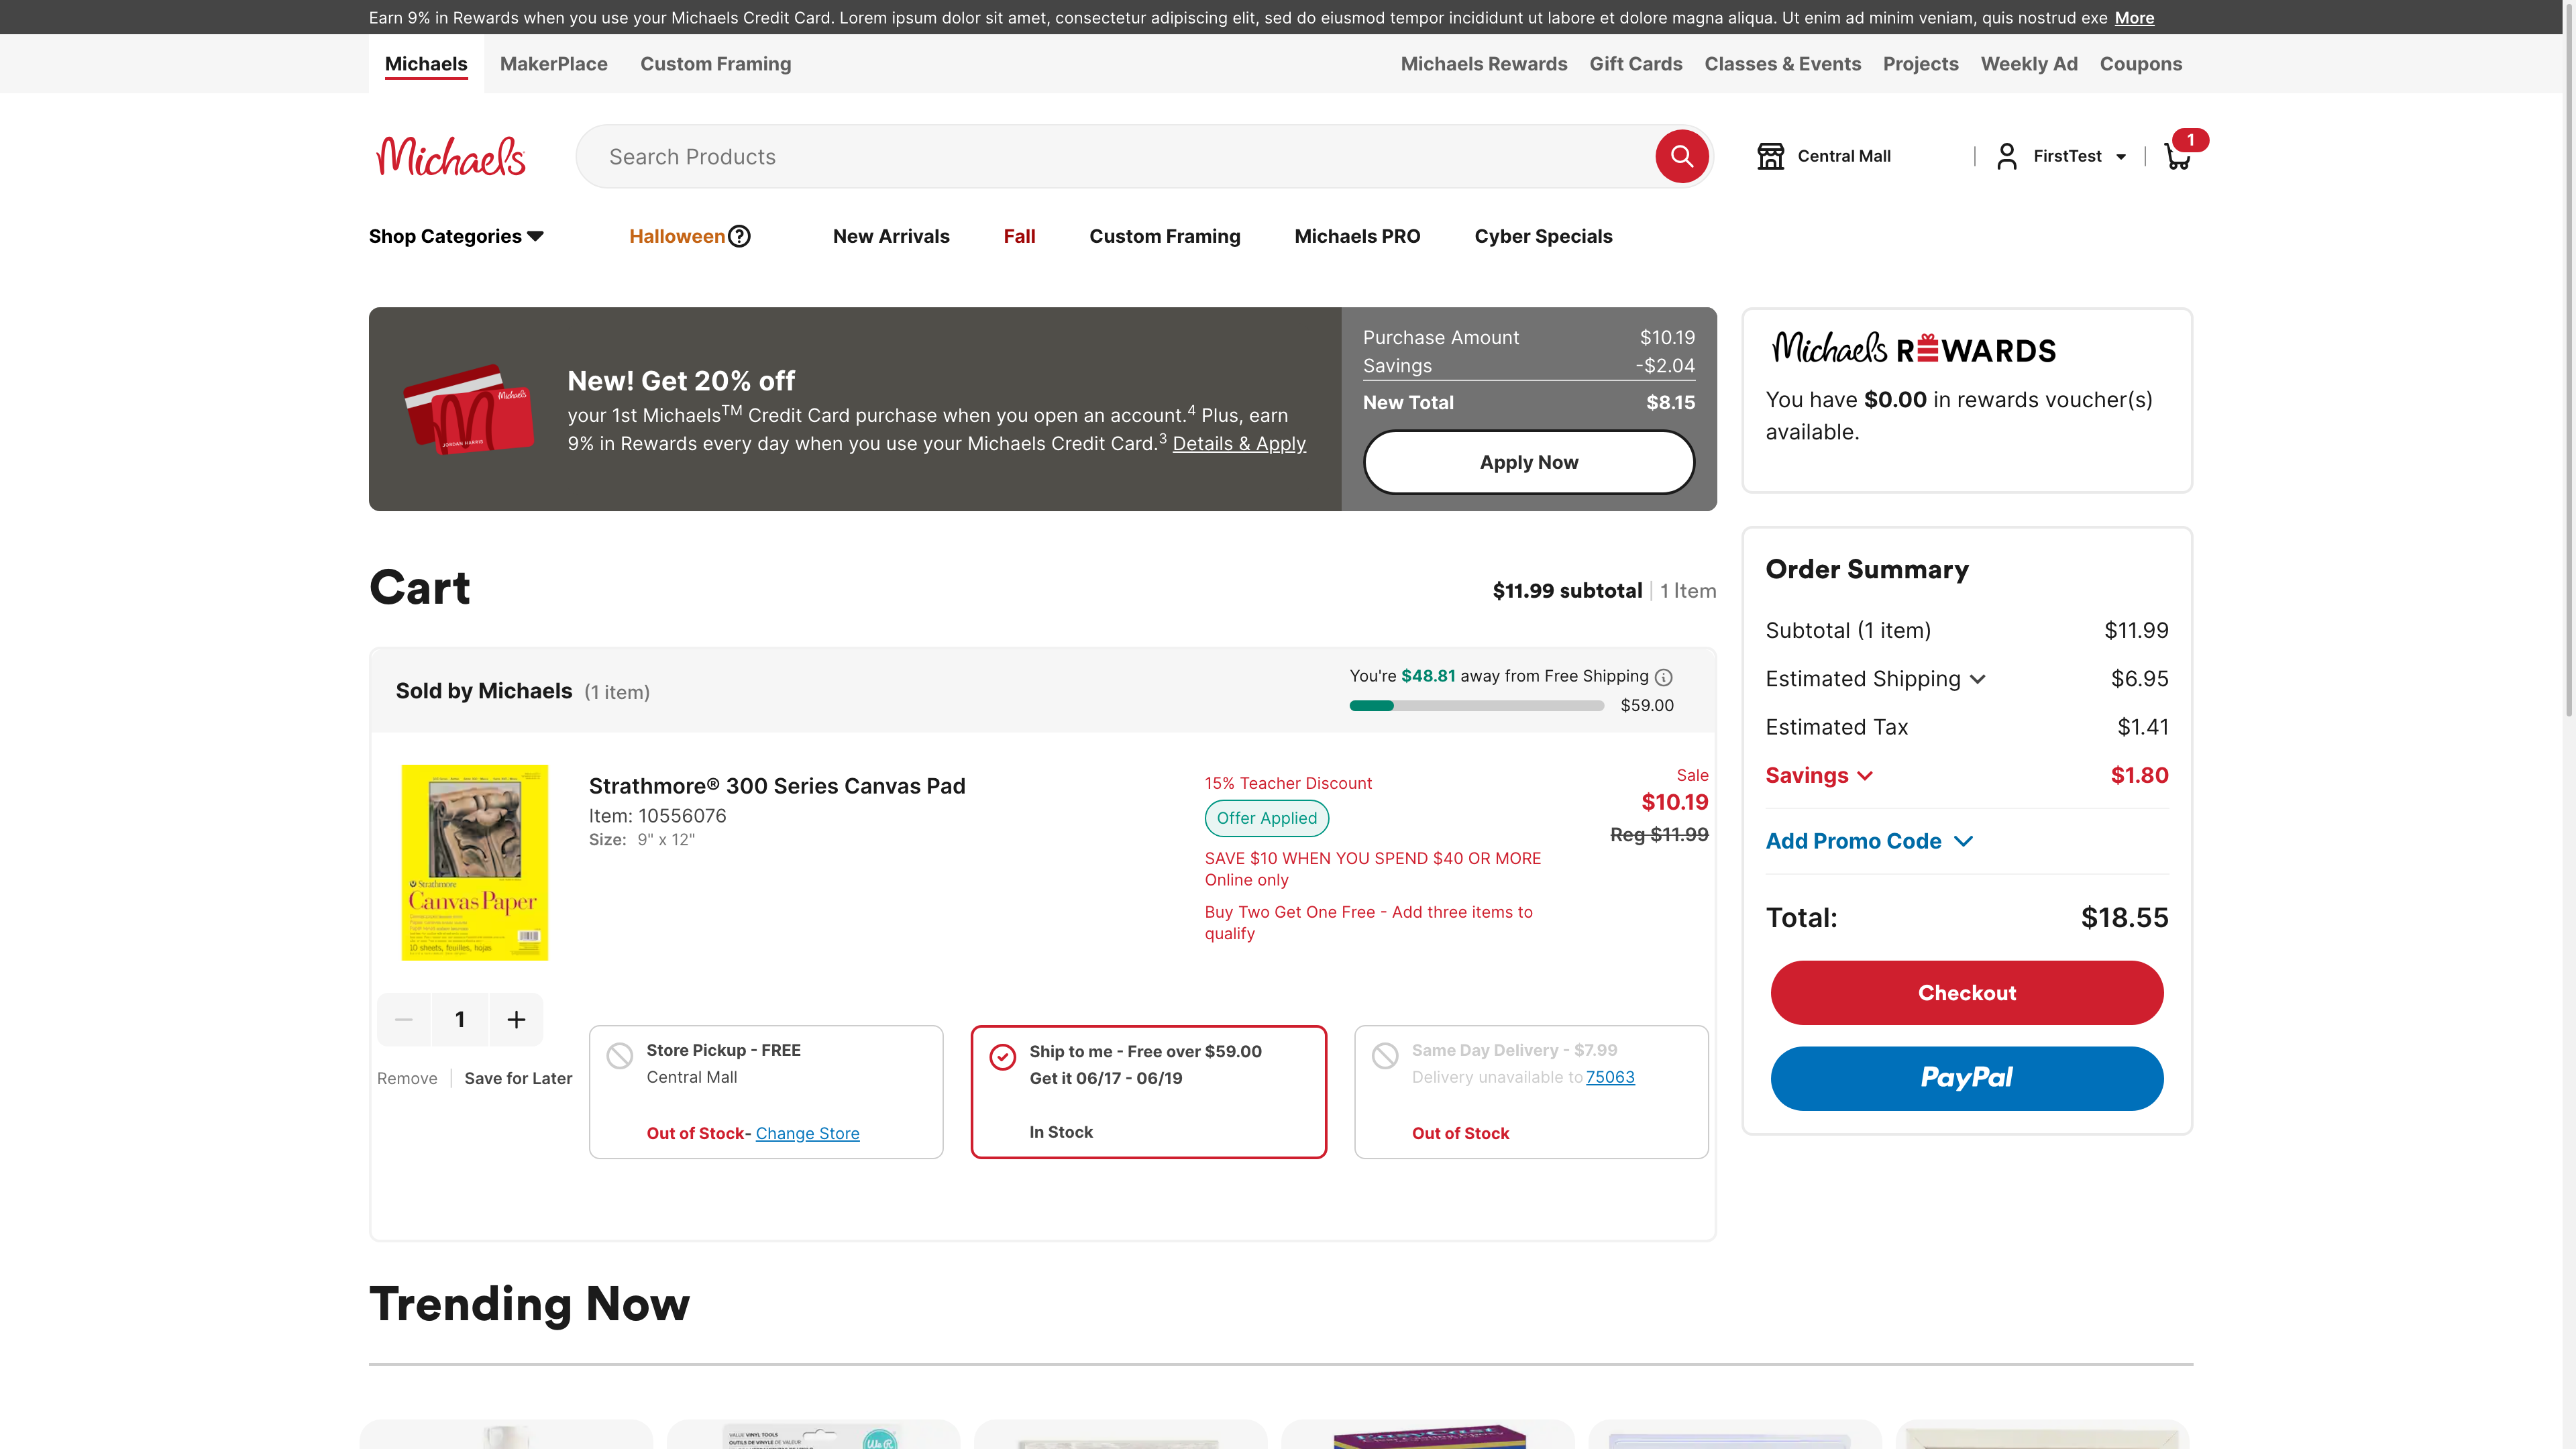 Earn 9% in Rewards when you use your Michaels Credit Card. Lorem ipsum dolor sit amet, consectetur adipiscing elit, sed do eiusmod tempor incididunt ut labore et dolore magna aliqua. Ut enim ad minim veniam, quis nostrud exe More
Michaels MakerPlace Custom Framing Michaels Rewards Gift Cards Classes & Events Projects Weekly Ad Coupons
Michaels Search Products Central Mall FirstTest 1
Shop Categories Halloween New Arrivals Fall Custom Framing Michaels PRO Cyber Specials
New! Get 20% off
your 1st Michaels™ Credit Card purchase when you open an account.⁴ Plus, earn
9% in Rewards every day when you use your Michaels Credit Card.³ Details & Apply
Michaels
JORDAN HARRIS
Purchase Amount $10.19
Savings -$2.04
New Total $8.15
Apply Now
Michaels REWARDS
You have $0.00 in rewards voucher(s)
available.
Cart
$11.99 subtotal | 1 Item
Sold by Michaels (1 item)
You're $48.81 away from Free Shipping
$59.00
Strathmore
Canvas Paper
10 sheets, feuilles, hojas
Strathmore® 300 Series Canvas Pad
Item: 10556076
Size: 9" x 12"
15% Teacher Discount
Offer Applied
SAVE $10 WHEN YOU SPEND $40 OR MORE
Online only
Buy Two Get One Free - Add three items to
qualify
Sale
$10.19
Reg $11.99
1
Remove | Save for Later
Store Pickup - FREE
Central Mall
Out of Stock- Change Store
Ship to me - Free over $59.00
Get it 06/17 - 06/19
In Stock
Same Day Delivery - $7.99
Delivery unavailable to 75063
Out of Stock
Order Summary
Subtotal (1 item) $11.99
Estimated Shipping $6.95
Estimated Tax $1.41
Savings $1.80
Add Promo Code
Total: $18.55
Checkout
PayPal
Trending Now
VALUE VINYL TOOLS
OUTILS DE VINYLE DE VALEUR
We R
EasyCast